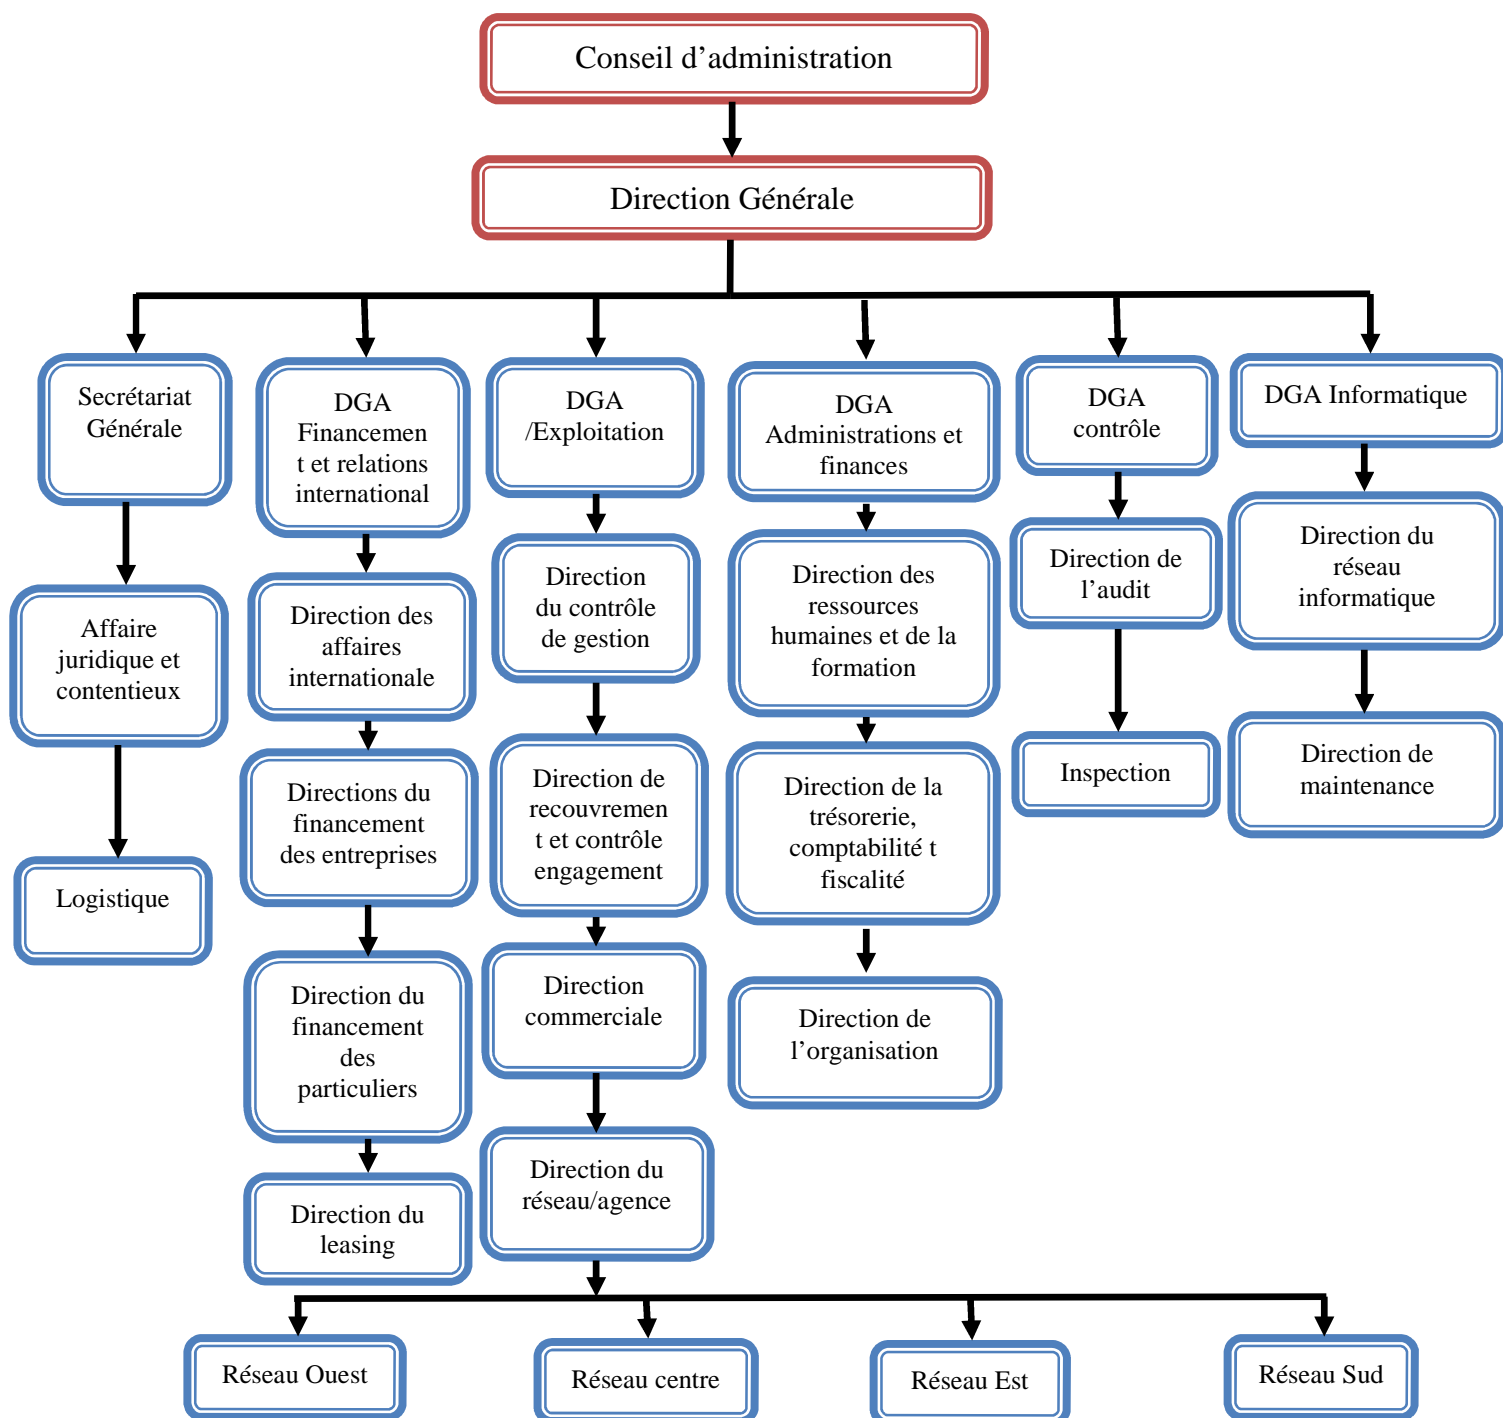 Conseil d’administration
Direction Générale
Secrétariat
Générale
DGA
Financemen
t et relations
international
DGA
/Exploitation
DGA
Administrations et
finances
DGA
contrôle
DGA Informatique
Affaire
juridique et
contentieux
Direction des
affaires
internationale
Direction
du contrôle
de gestion
Direction des
ressources
humaines et de la
formation
Direction de
l’audit
Direction du
réseau
informatique
Logistique
Directions du
financement
des entreprises
Direction de
recouvremen
t et contrôle
engagement
Direction de la
trésorerie,
comptabilité t
fiscalité
Inspection
Direction de
maintenance
Direction du
financement
des
particuliers
Direction
commerciale
Direction de
l’organisation
Direction du
leasing
Direction du
réseau/agence
Réseau Ouest
Réseau centre
Réseau Est
Réseau Sud